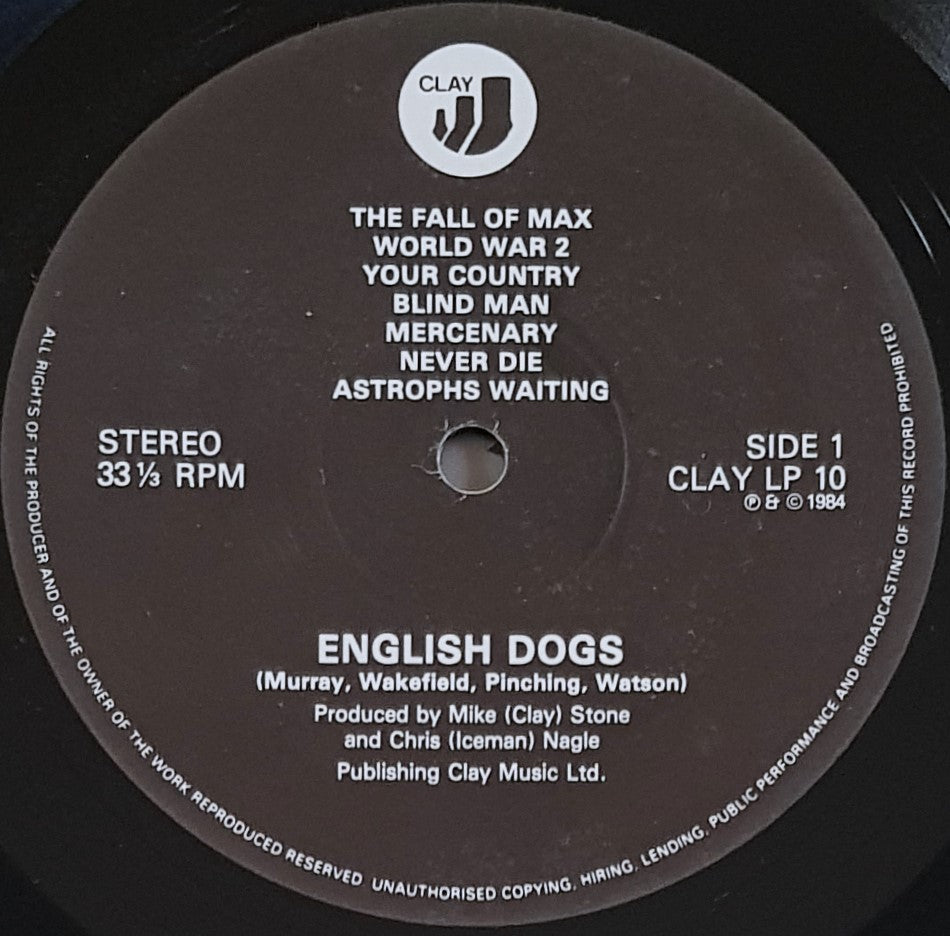 CLAY
THE FALL OF MAX
WORLD WAR 2
YOUR COUNTRY
BLIND MAN
MERCENARY
NEVER DIE
ASTROPHS WAITING
STEREO
33 ⅓ RPM
SIDE 1
CLAY LP 10
℗ & © 1984
ENGLISH DOGS
(Murray, Wakefield, Pinching, Watson)
Produced by Mike (Clay) Stone
and Chris (Iceman) Nagle
Publishing Clay Music Ltd.
ALL RIGHTS OF THE PRODUCER AND OF THE OWNER OF THE WORK REPRODUCED RESERVED. UNAUTHORISED COPYING, HIRING, LENDING, PUBLIC PERFORMANCE AND BROADCASTING OF THIS RECORD PROHIBITED